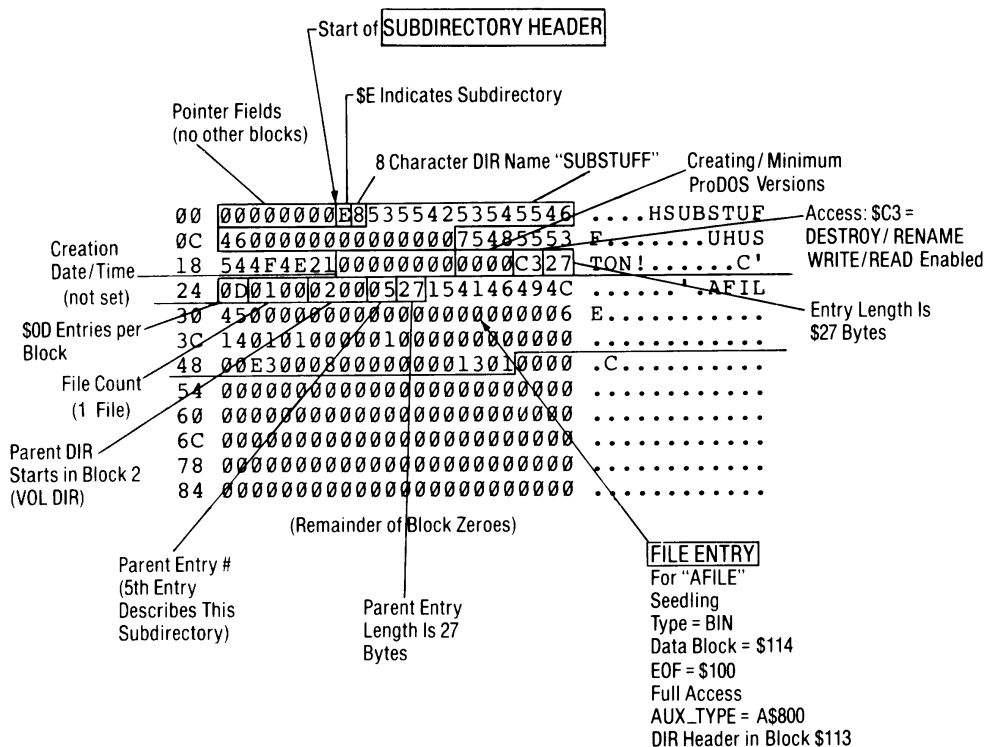 Start of SUBDIRECTORY HEADER
$E Indicates Subdirectory
Pointer Fields
(no other blocks)
8 Character DIR Name "SUBSTUFF"
Creating/Minimum
ProDOS Versions
Access: $C3 =
DESTROY/RENAME
WRITE/READ Enabled
00 00000000E853554253545546 ....HSUBSTUF
0C 460000000000000075485553 F.......UHUS
18 544F4E21000000000000C327 TON!......C'
24 0D010002000527154146494C ......'.AFIL
30 450000000000000000000006 E...........
3C 140101000001000000000000 ............
48 00E300080000000013010000 .C
54 000000000000000000000000 ............
60 000000000000000000000000 ............
6C 000000000000000000000000 ............
78 000000000000000000000000 ............
84 000000000000000000000000 ............
Creation
Date/Time
(not set)
$0D Entries per
Block
File Count
(1 File)
Parent DIR
Starts in Block 2
(VOL DIR)
Entry Length Is
$27 Bytes
(Remainder of Block Zeroes)
Parent Entry #
(5th Entry
Describes This
Subdirectory)
Parent Entry
Length Is 27
Bytes
FILE ENTRY
For "AFILE"
Seedling
Type = BIN
Data Block = $114
EOF = $100
Full Access
AUX_TYPE = A$800
DIR Header in Block $113